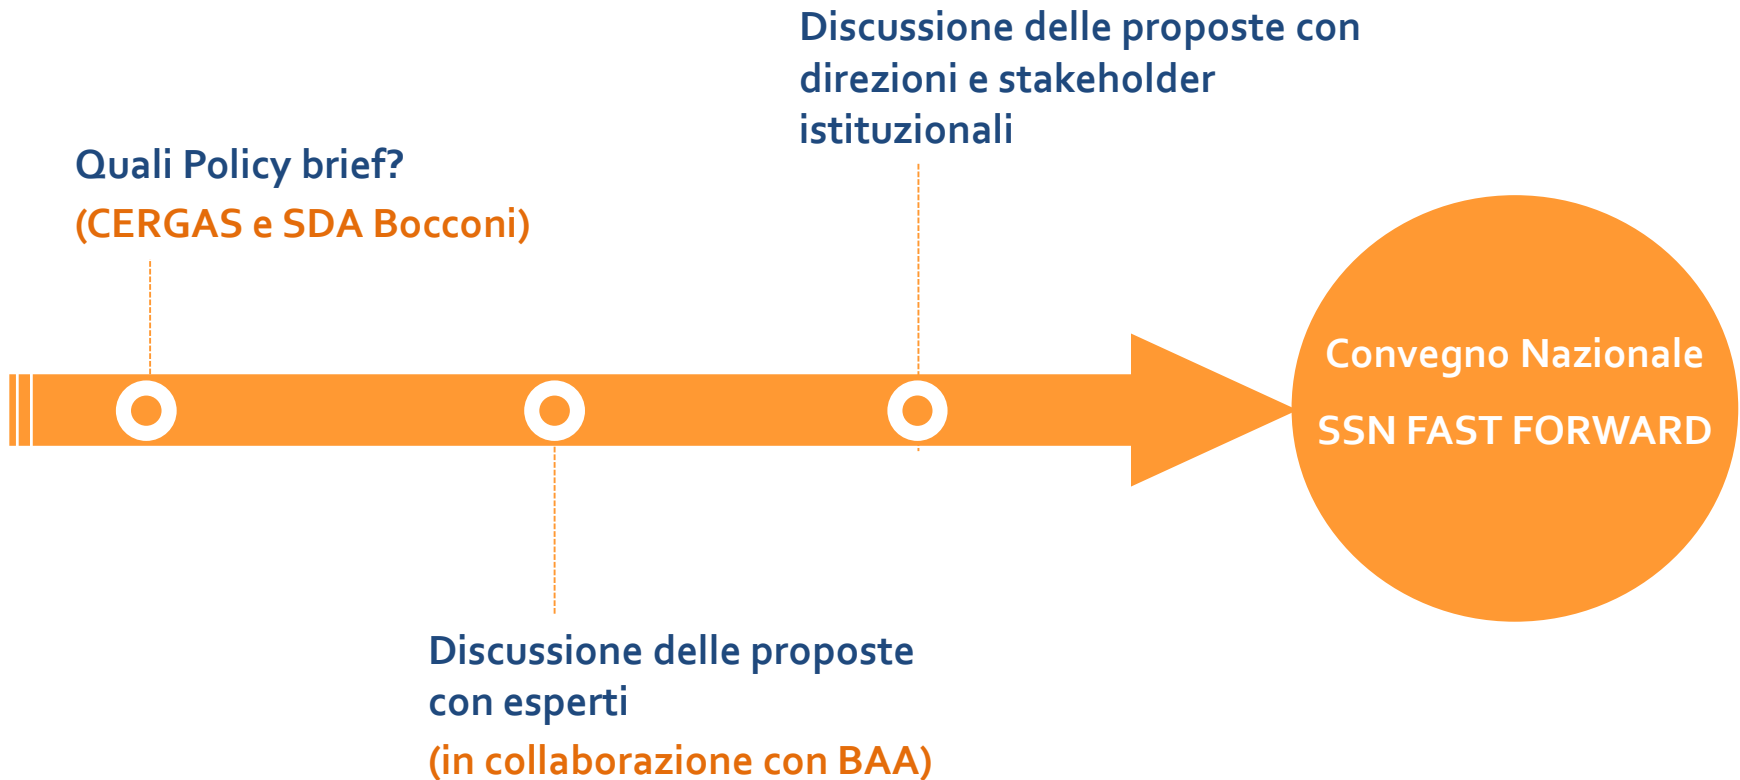 Quali Policy brief?
(CERGAS e SDA Bocconi)
Discussione delle proposte
con esperti
(in collaborazione con BAA)
Discussione delle proposte con
direzioni e stakeholder
istituzionali
Convegno Nazionale
SSN FAST FORWARD